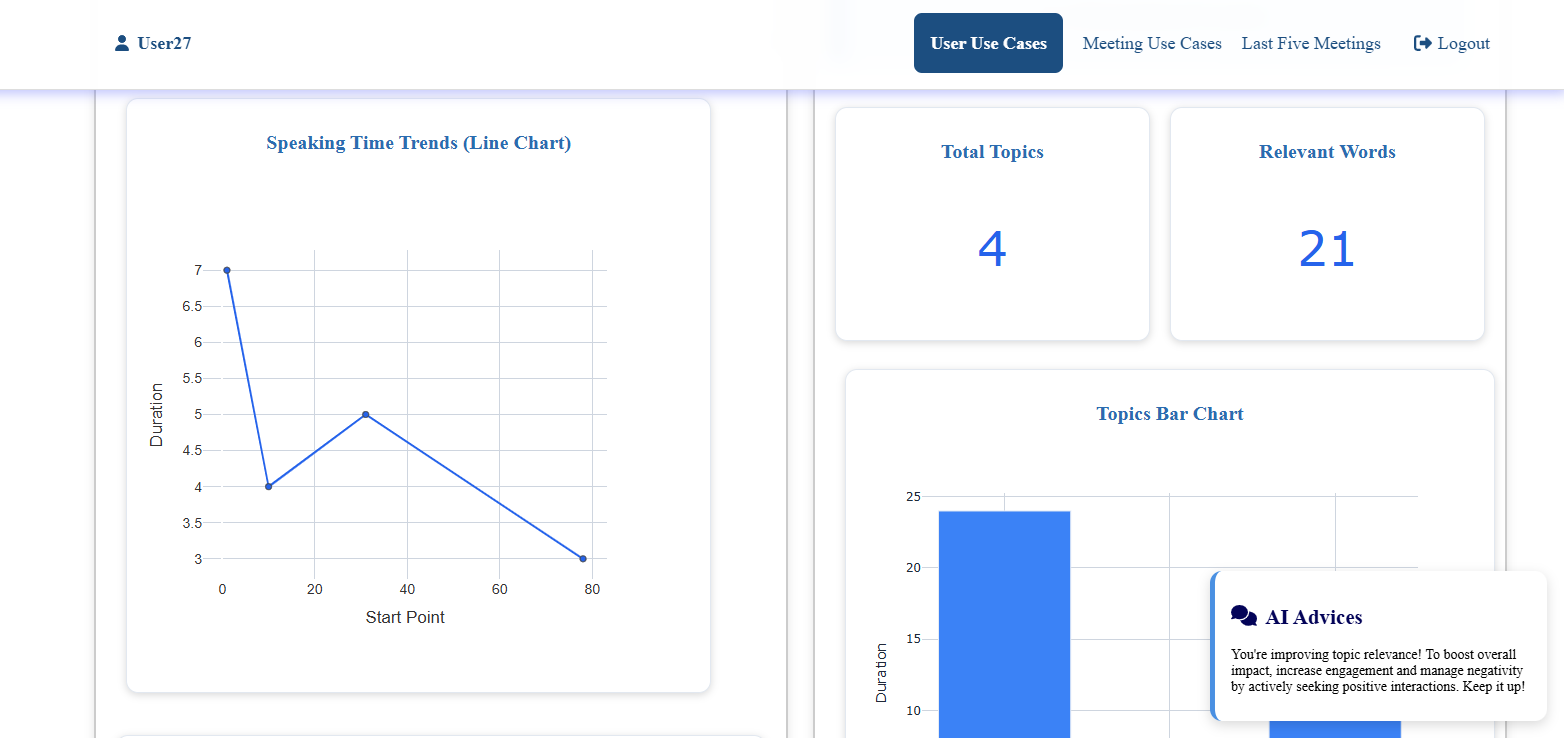 User27
User Use Cases
Meeting Use Cases
Last Five Meetings
Logout
Speaking Time Trends (Line Chart)
7
6.5
6
5.5
5
4.5
4
3.5
3
Duration
0 20 40 60 80
Start Point
Total Topics
4
Relevant Words
21
Topics Bar Chart
25
20
15
10
Duration
AI Advices
You're improving topic relevance! To boost overall
impact, increase engagement and manage negativity
by actively seeking positive interactions. Keep it up!